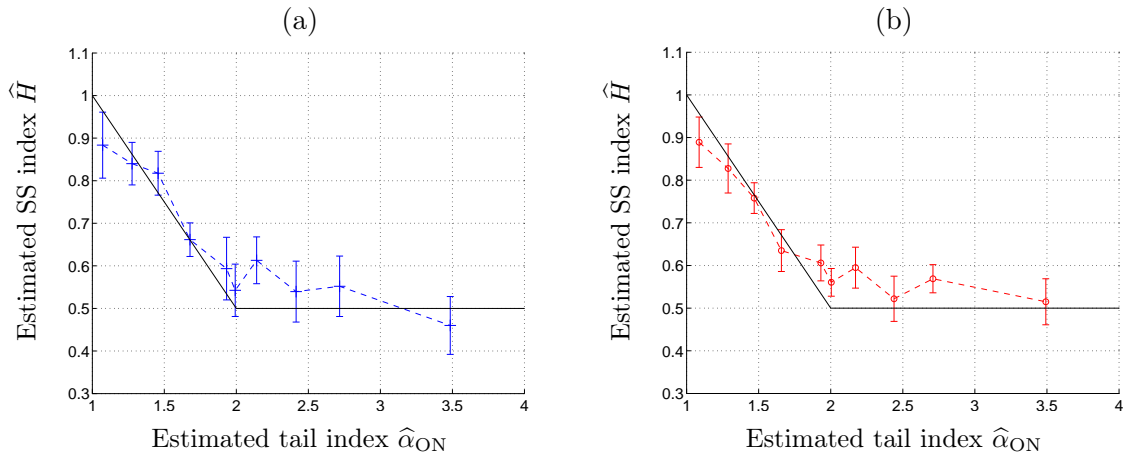 (a)
1.1
1
0.9
0.8
0.7
0.6
0.5
0.4
0.3
1 1.5 2 2.5 3 3.5 4
Estimated SS index Ĥ
Estimated tail index α̂ON
(b)
1.1
1
0.9
0.8
0.7
0.6
0.5
0.4
0.3
1 1.5 2 2.5 3 3.5 4
Estimated SS index Ĥ
Estimated tail index α̂ON